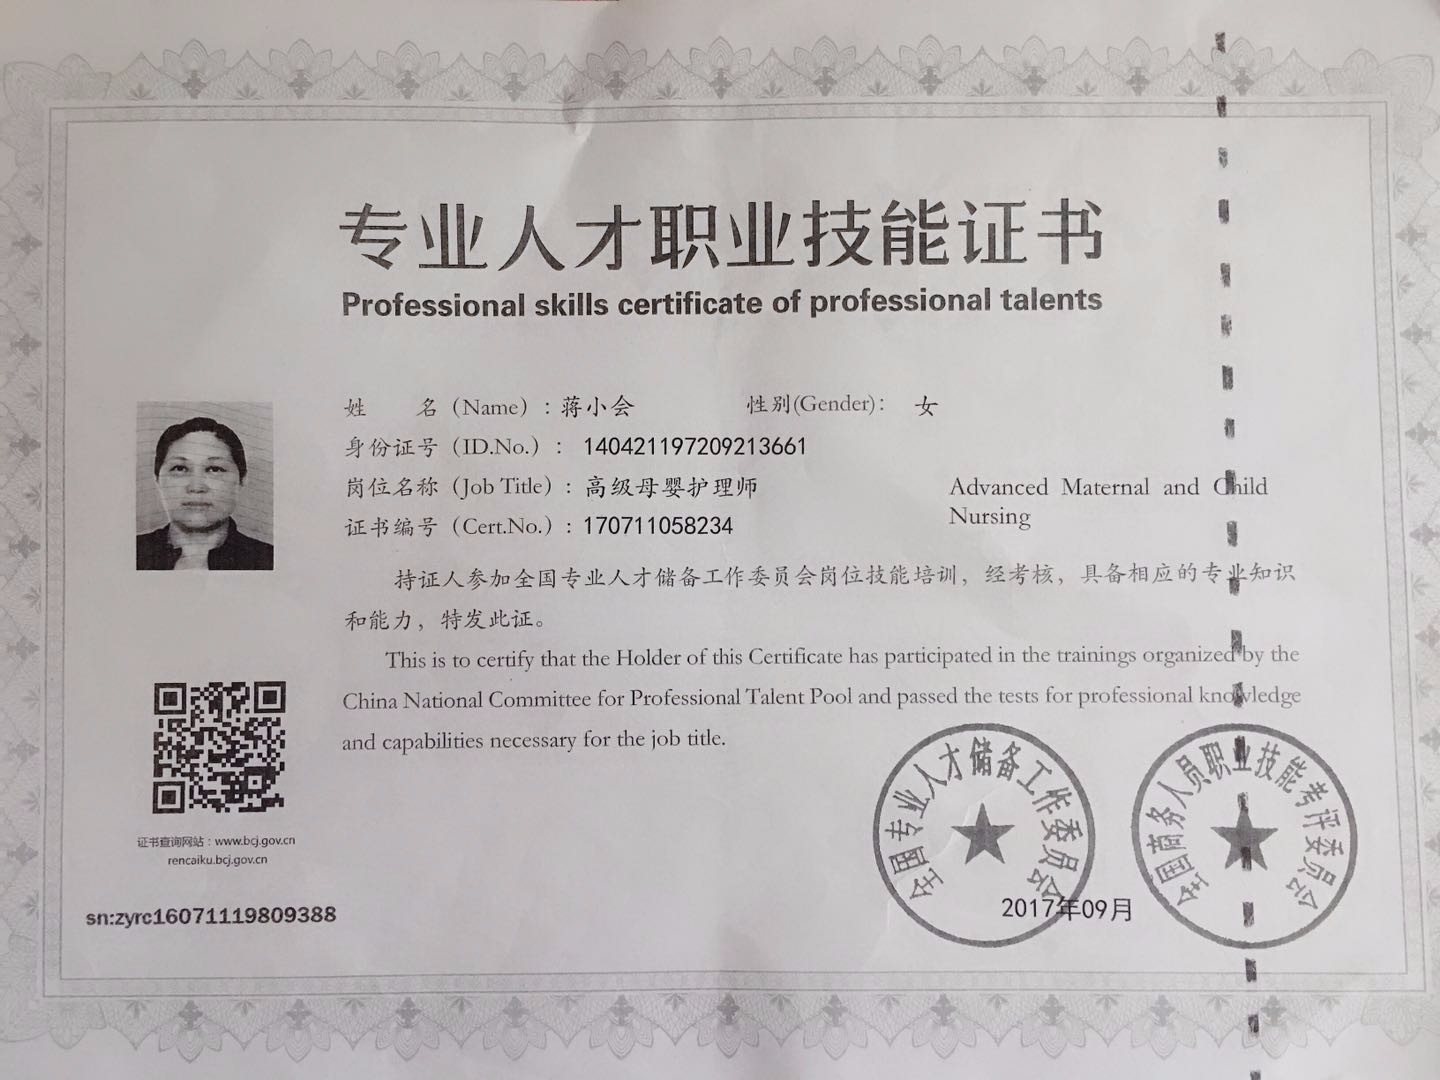 专业人才职业技能证书
Professional skills certificate of professional talents
姓 名（Name）：蒋小会 性别(Gender)： 女
身份证号（ID.No.）： 140421197209213661
岗位名称（Job Title）：高级母婴护理师 Advanced Maternal and Child
Nursing
证书编号（Cert.No.）：170711058234
持证人参加全国专业人才储备工作委员会岗位技能培训，经考核，具备相应的专业知识
和能力，特发此证。
This is to certify that the Holder of this Certificate has participated in the trainings organized by the
China National Committee for Professional Talent Pool and passed the tests for professional knowledge
and capabilities necessary for the job title.
全国专业人才储备工作委员会
全国商务人员职业技能考评委员会
2017年09月
证书查询网站：www.bcj.gov.cn
rencaiku.bcj.gov.cn
sn:zyrc16071119809388